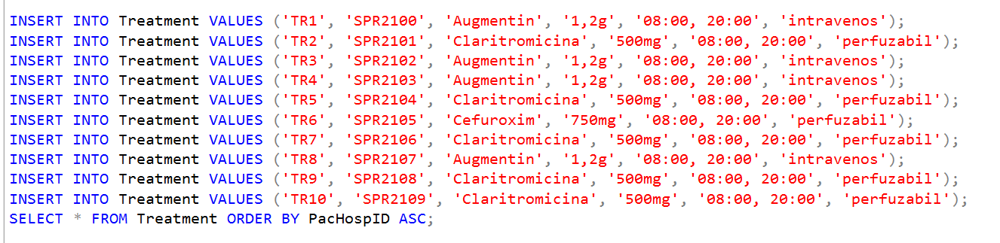 INSERT INTO Treatment VALUES ('TR1', 'SPR2100', 'Augmentin', '1,2g', '08:00, 20:00', 'intravenos');
INSERT INTO Treatment VALUES ('TR2', 'SPR2101', 'Claritromicina', '500mg', '08:00, 20:00', 'perfuzabil');
INSERT INTO Treatment VALUES ('TR3', 'SPR2102', 'Augmentin', '1,2g', '08:00, 20:00', 'intravenos');
INSERT INTO Treatment VALUES ('TR4', 'SPR2103', 'Augmentin', '1,2g', '08:00, 20:00', 'intravenos');
INSERT INTO Treatment VALUES ('TR5', 'SPR2104', 'Claritromicina', '500mg', '08:00, 20:00', 'perfuzabil');
INSERT INTO Treatment VALUES ('TR6', 'SPR2105', 'Cefuroxim', '750mg', '08:00, 20:00', 'perfuzabil');
INSERT INTO Treatment VALUES ('TR7', 'SPR2106', 'Claritromicina', '500mg', '08:00, 20:00', 'perfuzabil');
INSERT INTO Treatment VALUES ('TR8', 'SPR2107', 'Augmentin', '1,2g', '08:00, 20:00', 'intravenos');
INSERT INTO Treatment VALUES ('TR9', 'SPR2108', 'Claritromicina', '500mg', '08:00, 20:00', 'perfuzabil');
INSERT INTO Treatment VALUES ('TR10', 'SPR2109', 'Claritromicina', '500mg', '08:00, 20:00', 'perfuzabil');
SELECT * FROM Treatment ORDER BY PacHospID ASC;